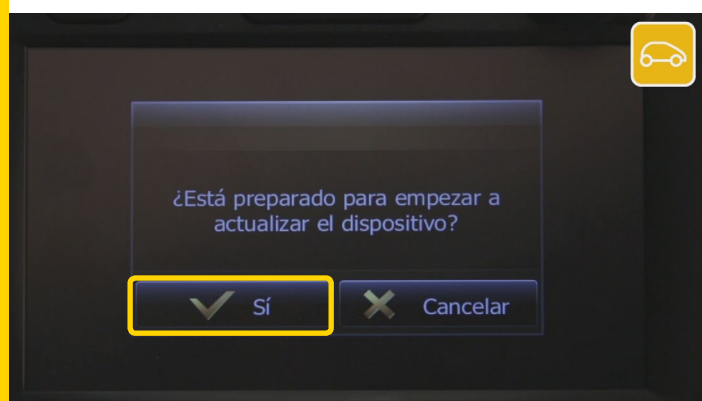 ¿Está preparado para empezar a
actualizar el dispositivo?
Sí
Cancelar